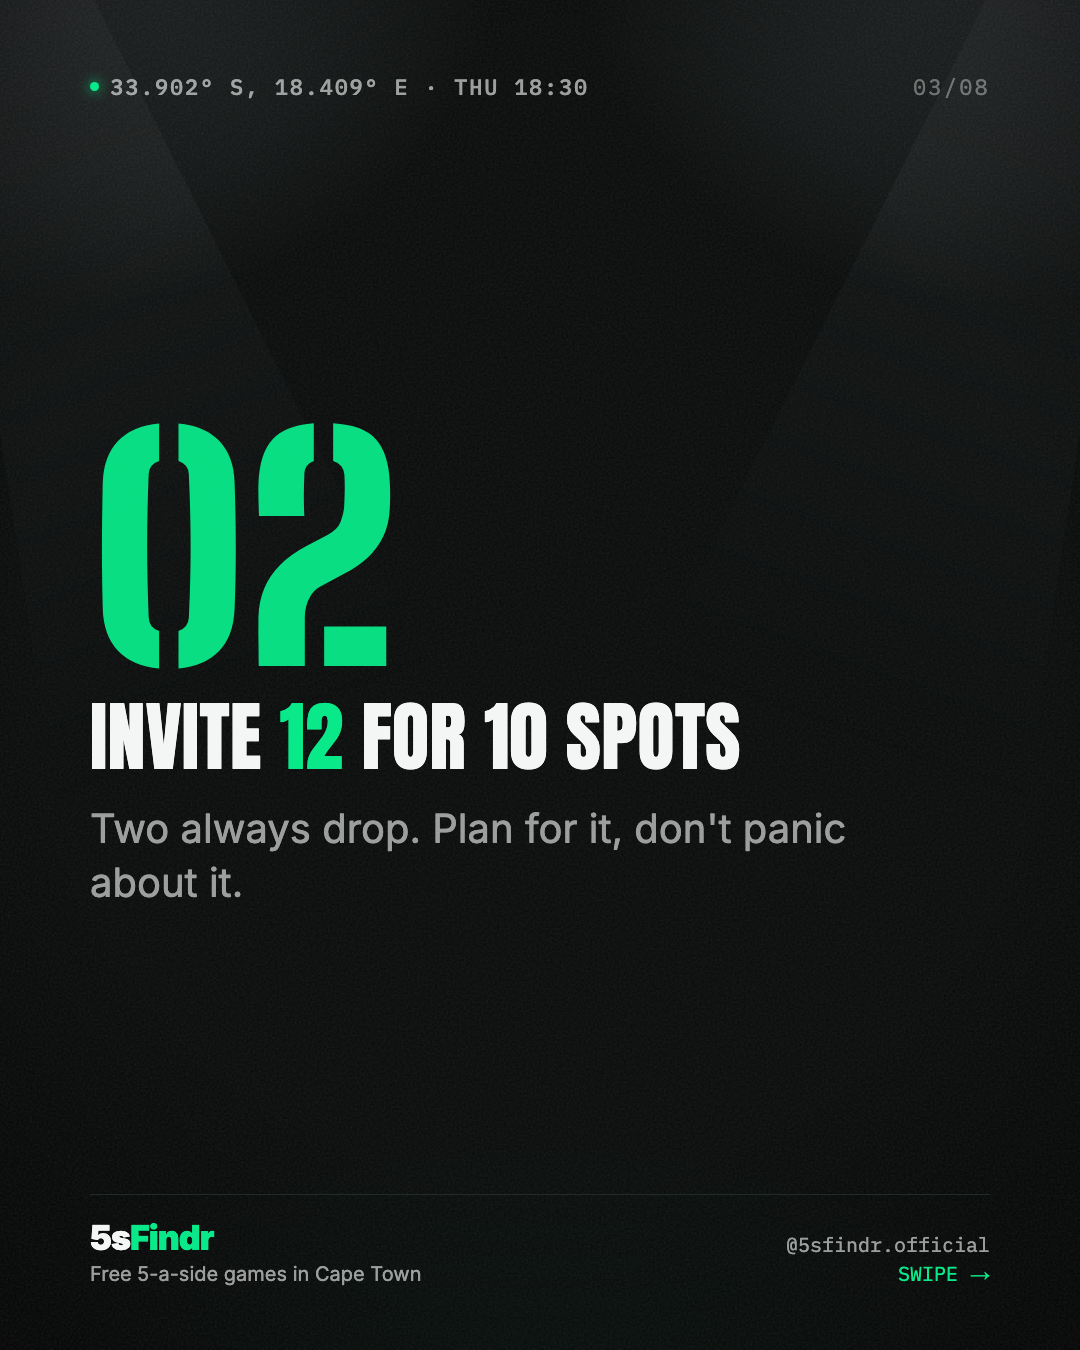 33.902° S, 18.409° E · THU 18:30
03/08
02
INVITE 12 FOR 10 SPOTS
Two always drop. Plan for it, don't panic
about it.
5sFindr
Free 5-a-side games in Cape Town
@5sfindr.official
SWIPE →